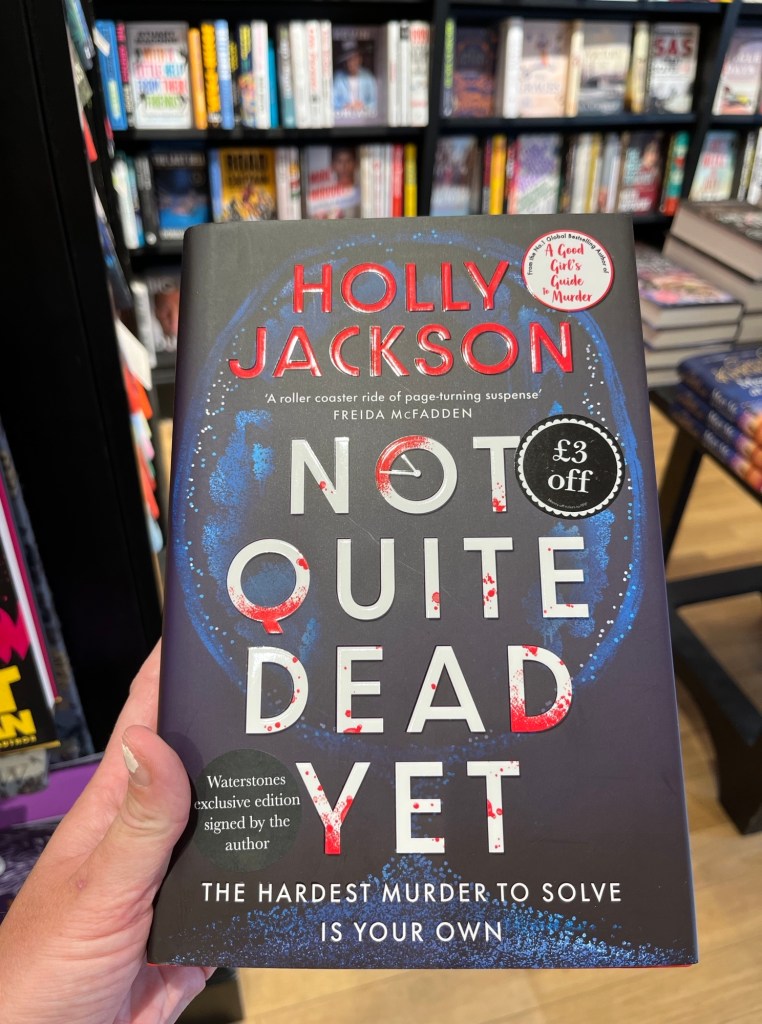 HOLLY
JACKSON
From the No.1 Global Bestselling Author of
A Good
Girl's
Guide
to
Murder
'A roller coaster ride of page-turning suspense'
FREIDA McFADDEN
NOT
£3
off
QUITE
DEAD
YET
Waterstones
exclusive edition
signed by the
author
THE HARDEST MURDER TO SOLVE
IS YOUR OWN
S.A.S
ROAD